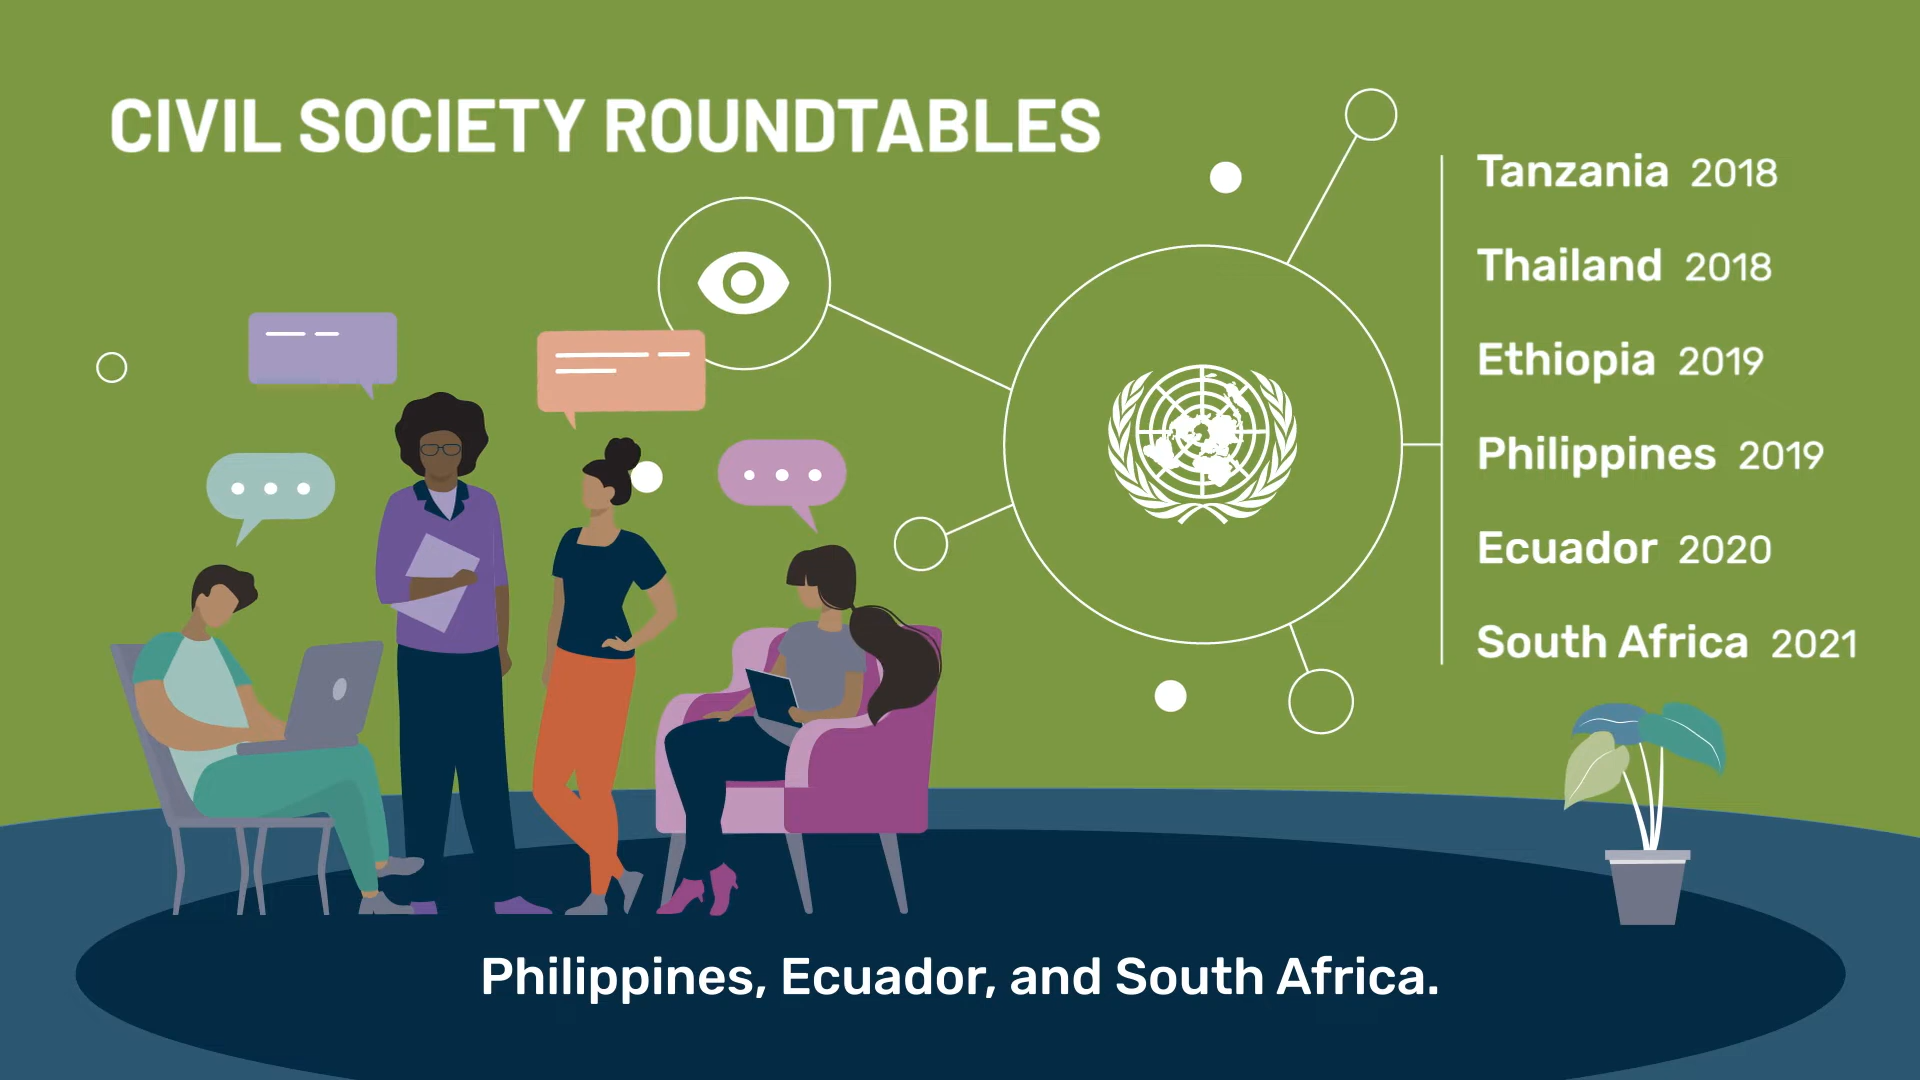 CIVIL SOCIETY ROUNDTABLES
Tanzania 2018
Thailand 2018
Ethiopia 2019
Philippines 2019
Ecuador 2020
South Africa 2021
Philippines, Ecuador, and South Africa.